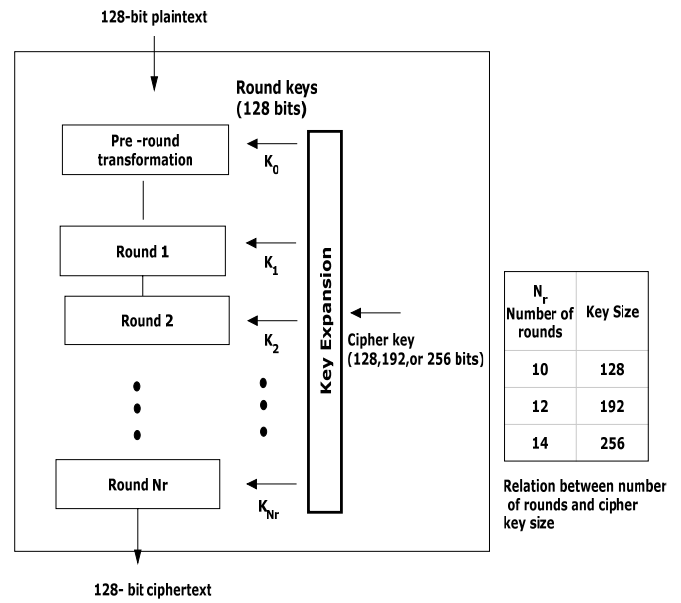 128-bit plaintext
Round keys
(128 bits)
Pre -round
transformation
K0
Round 1
K1
Round 2
K2
Key Expansion
Cipher key
(128,192,or 256 bits)
Round Nr
KNr
128- bit ciphertext
Nr
Number of
rounds
Key Size
10
128
12
192
14
256
Relation between number
of rounds and cipher
key size